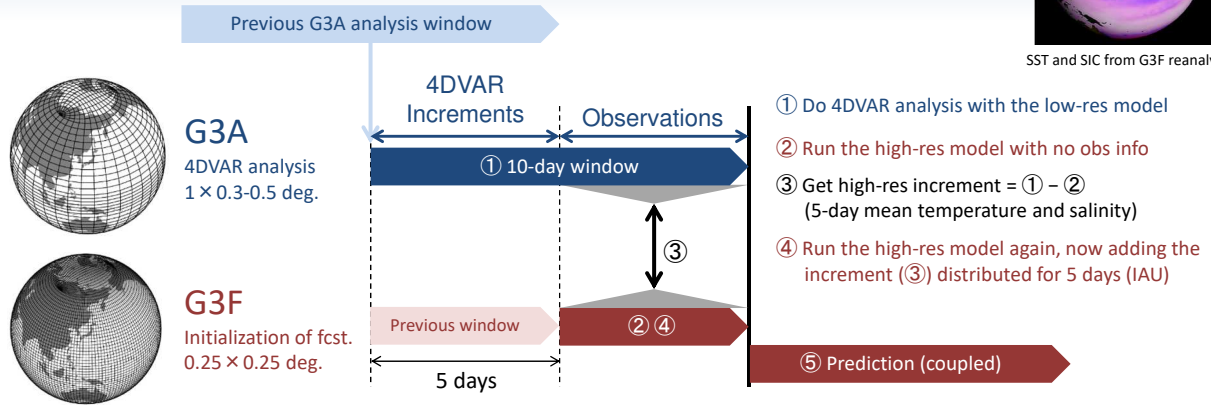 Previous G3A analysis window
SST and SIC from G3F reanaly
4DVAR
Increments
Observations
G3A
4DVAR analysis
1×0.3-0.5 deg.
① 10-day window
③
G3F
Initialization of fcst.
0.25×0.25 deg.
Previous window
② ④
5 days
⑤ Prediction (coupled)
① Do 4DVAR analysis with the low-res model
② Run the high-res model with no obs info
③ Get high-res increment = ① − ②
(5-day mean temperature and salinity)
④ Run the high-res model again, now adding the
increment (③) distributed for 5 days (IAU)